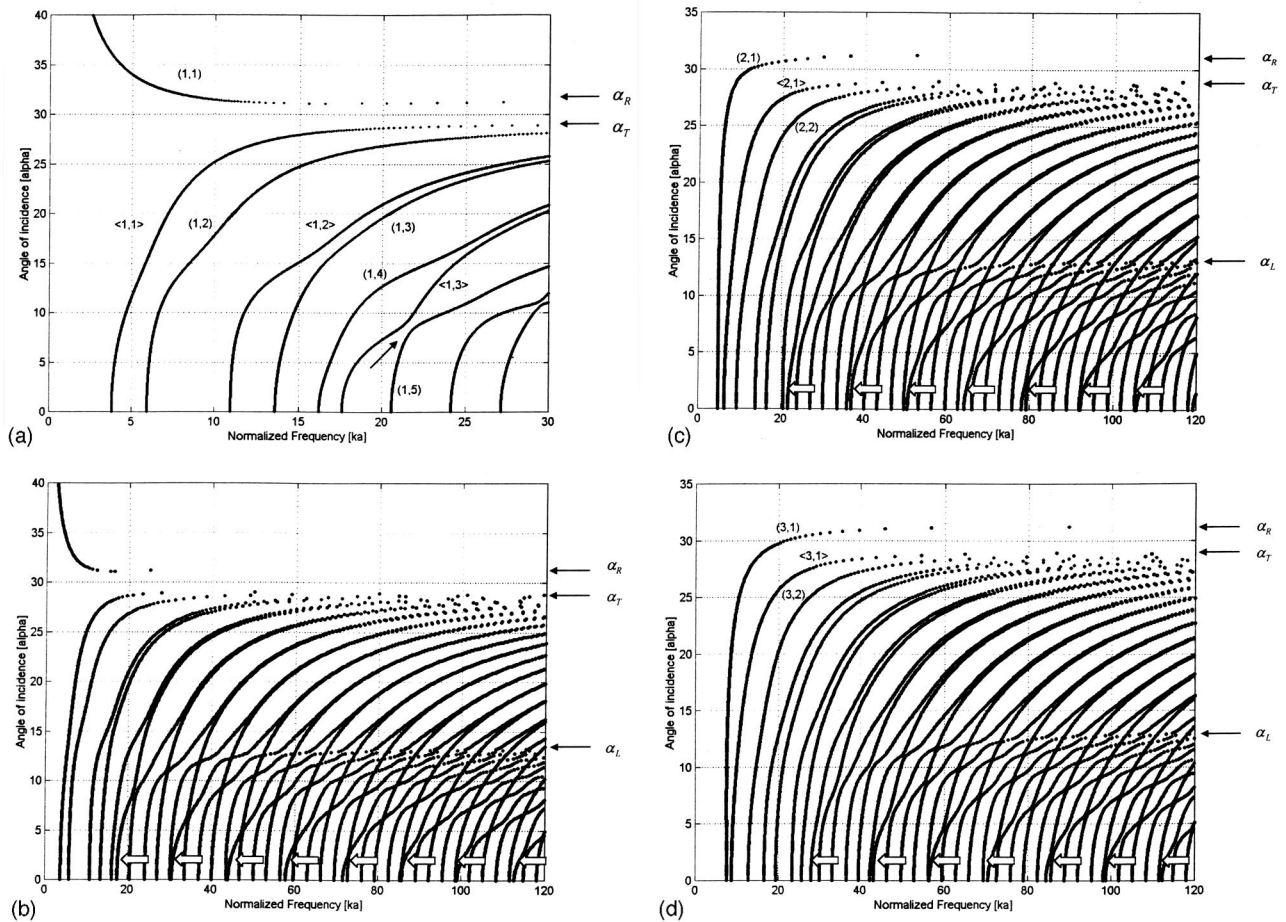 40
35
30
25
20
15
10
5
0
Angle of incidence [alpha]
(1,1)
α_R
α_T
<1,1>
(1,2)
<1,2>
(1,3)
(1,4)
<1,3>
(1,5)
0 5 10 15 20 25 30
Normalized Frequency [ka]
(a)
40
35
30
25
20
15
10
5
0
Angle of incidence [alpha]
α_R
α_T
α_L
0 20 40 60 80 100 120
Normalized Frequency [ka]
(b)
35
30
25
20
15
10
5
0
Angle of incidence [alpha]
(2,1)
<2,1>
(2,2)
α_R
α_T
α_L
0 20 40 60 80 100 120
Normalized Frequency [ka]
(c)
35
30
25
20
15
10
5
0
Angle of incidence [alpha]
(3,1)
<3,1>
(3,2)
α_R
α_T
α_L
0 20 40 60 80 100 120
Normalized Frequency [ka]
(d)